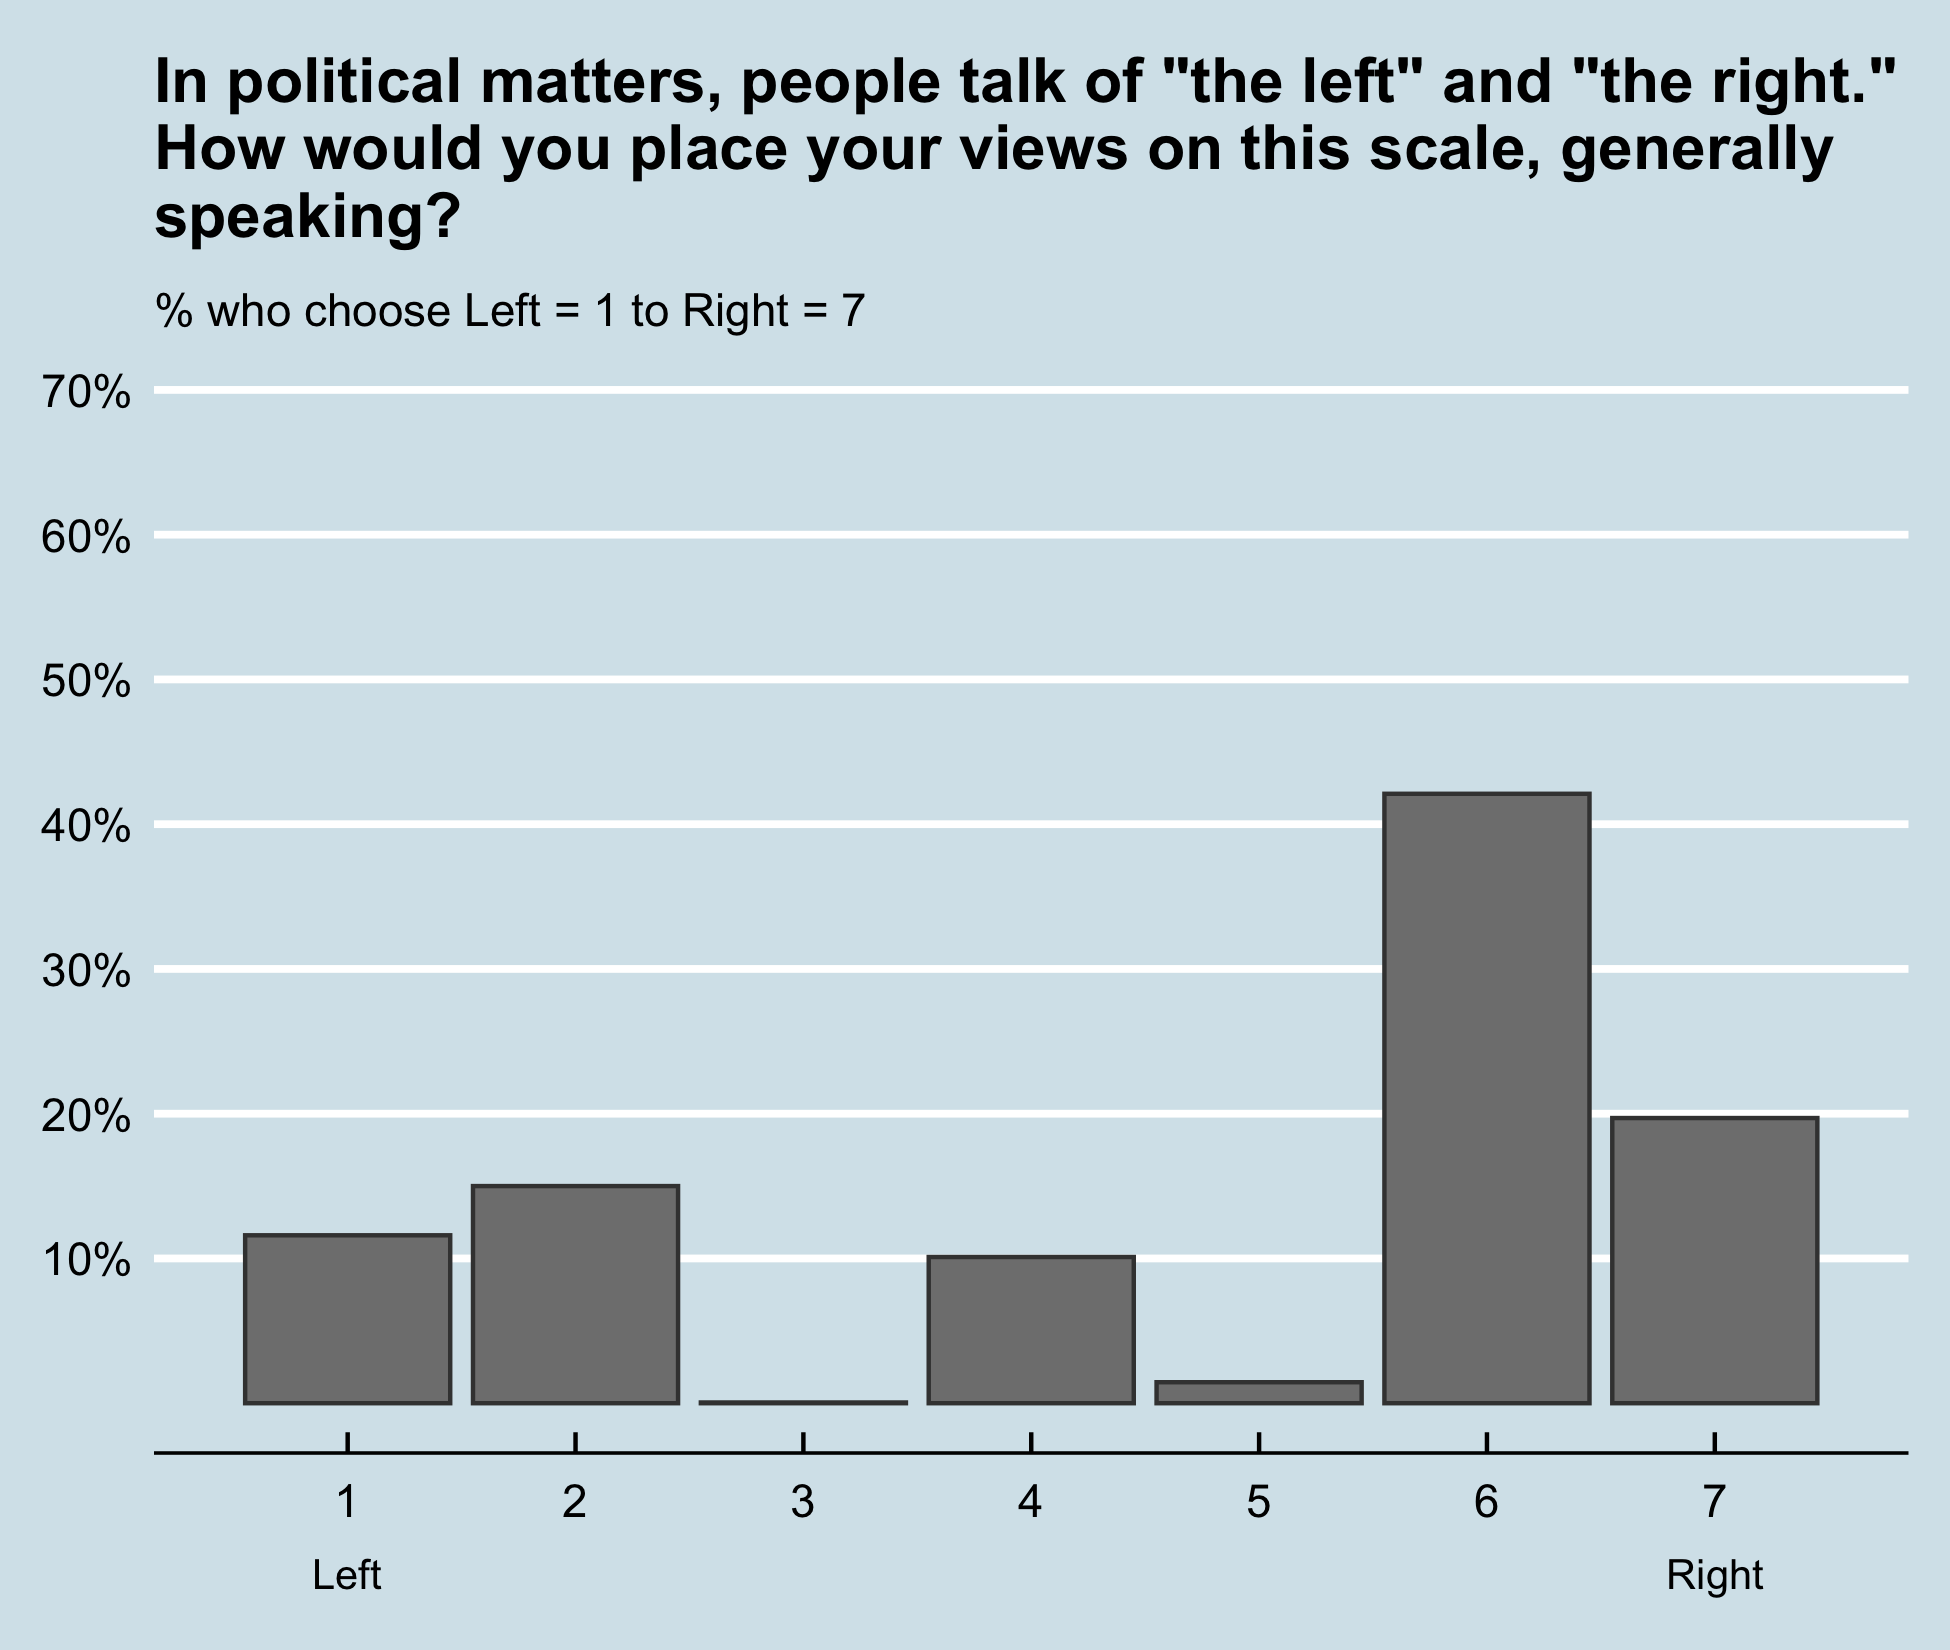 In political matters, people talk of "the left" and "the right."
How would you place your views on this scale, generally
speaking?
% who choose Left = 1 to Right = 7
70%
60%
50%
40%
30%
20%
10%
1 2 3 4 5 6 7
Left Right